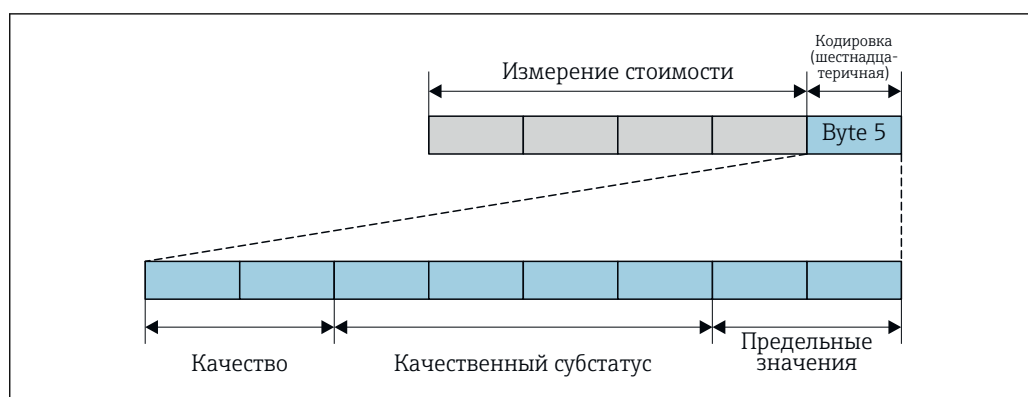 Кодировка
(шестнадца-
теричная)
Измерение стоимости
Byte 5
Качество
Качественный субстатус
Предельные
значения